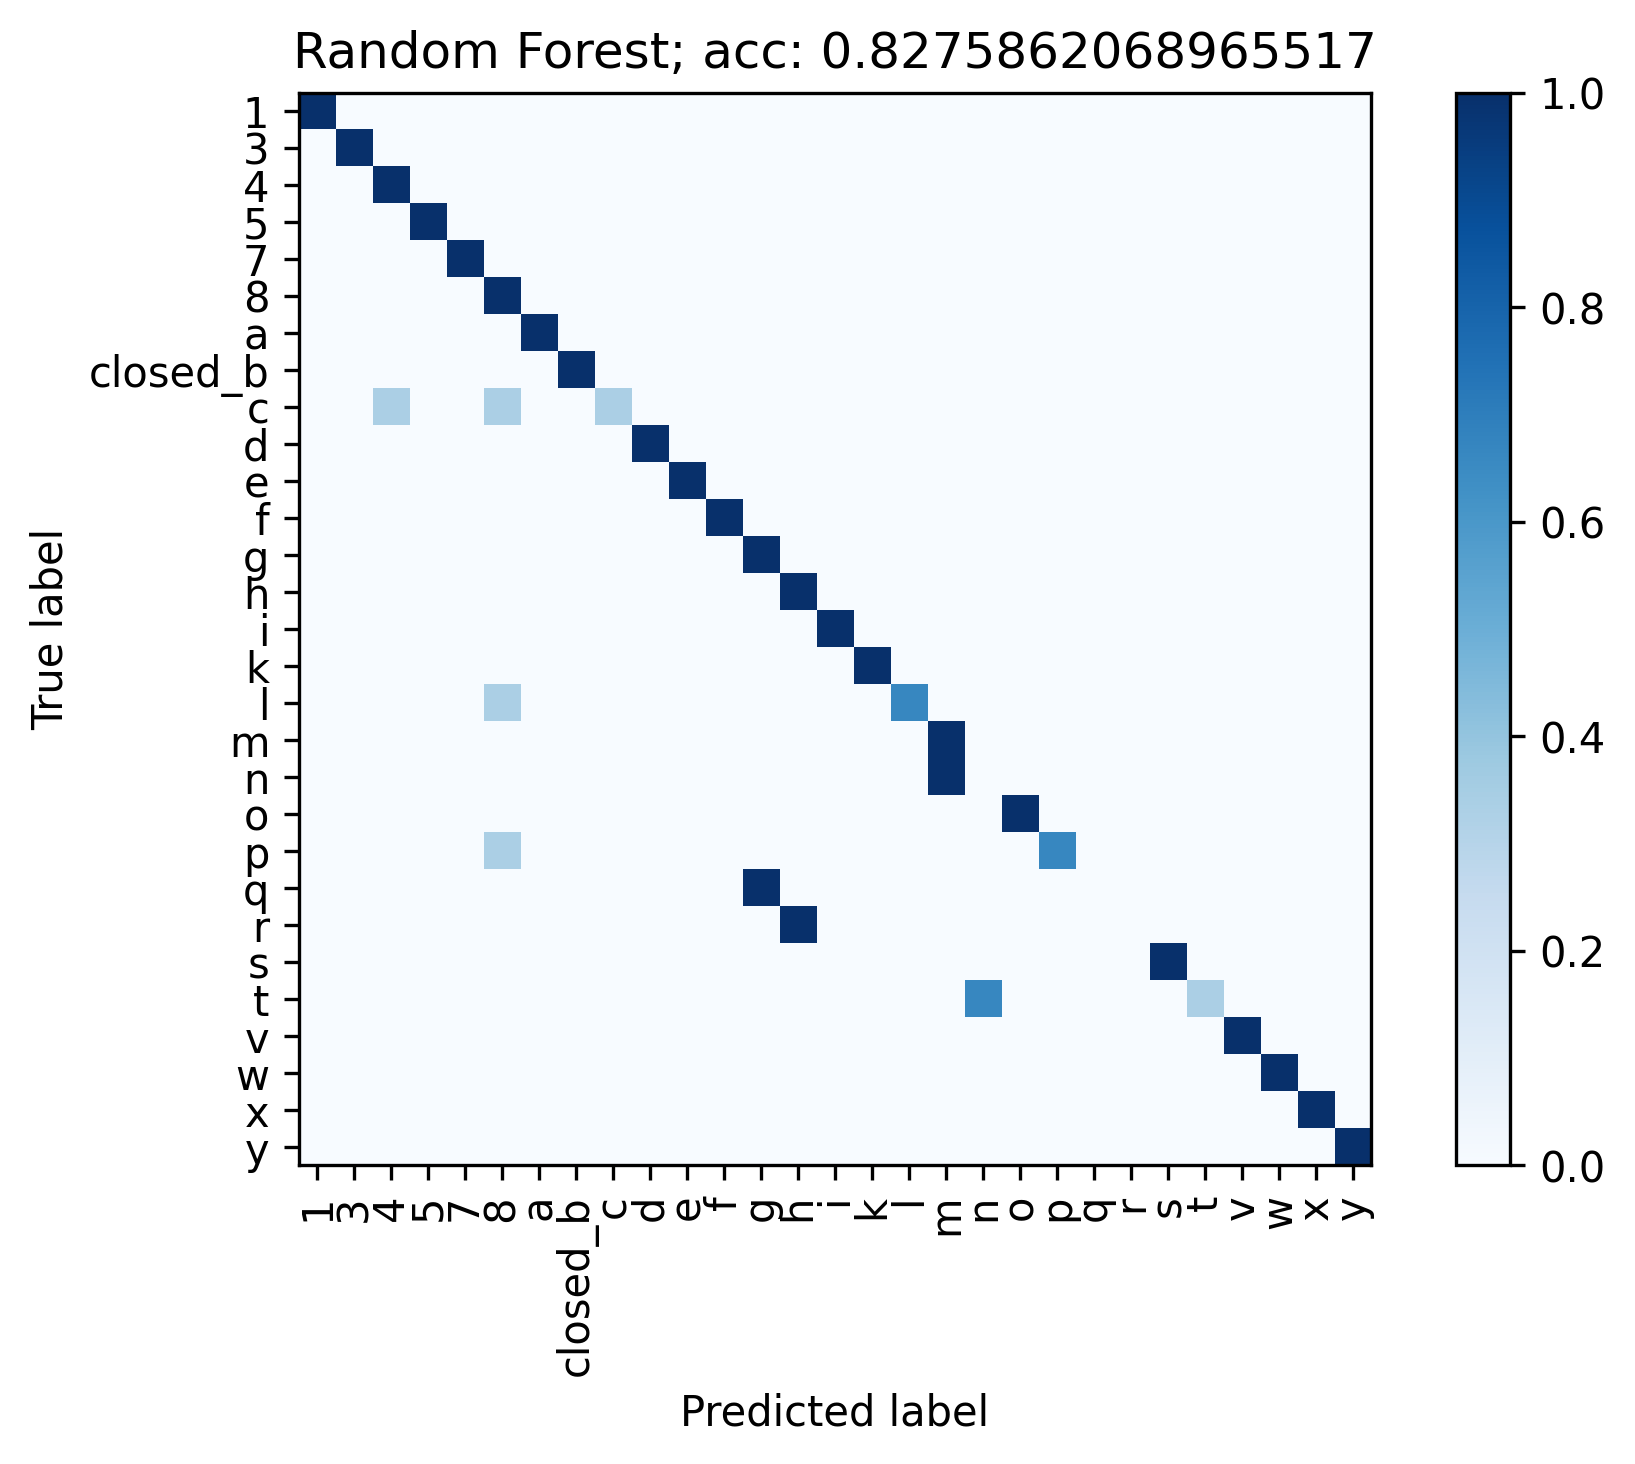 Random Forest; acc: 0.8275862068965517
1
3
4
5
7
8
a
closed_b
c
d
e
f
g
h
i
k
l
m
n
o
p
q
r
s
t
v
w
x
y
True label
1 3 4 5 7 8 a closed_b c d e f g h i k l m n o p q r s t v w x y
Predicted label
1.0
0.8
0.6
0.4
0.2
0.0